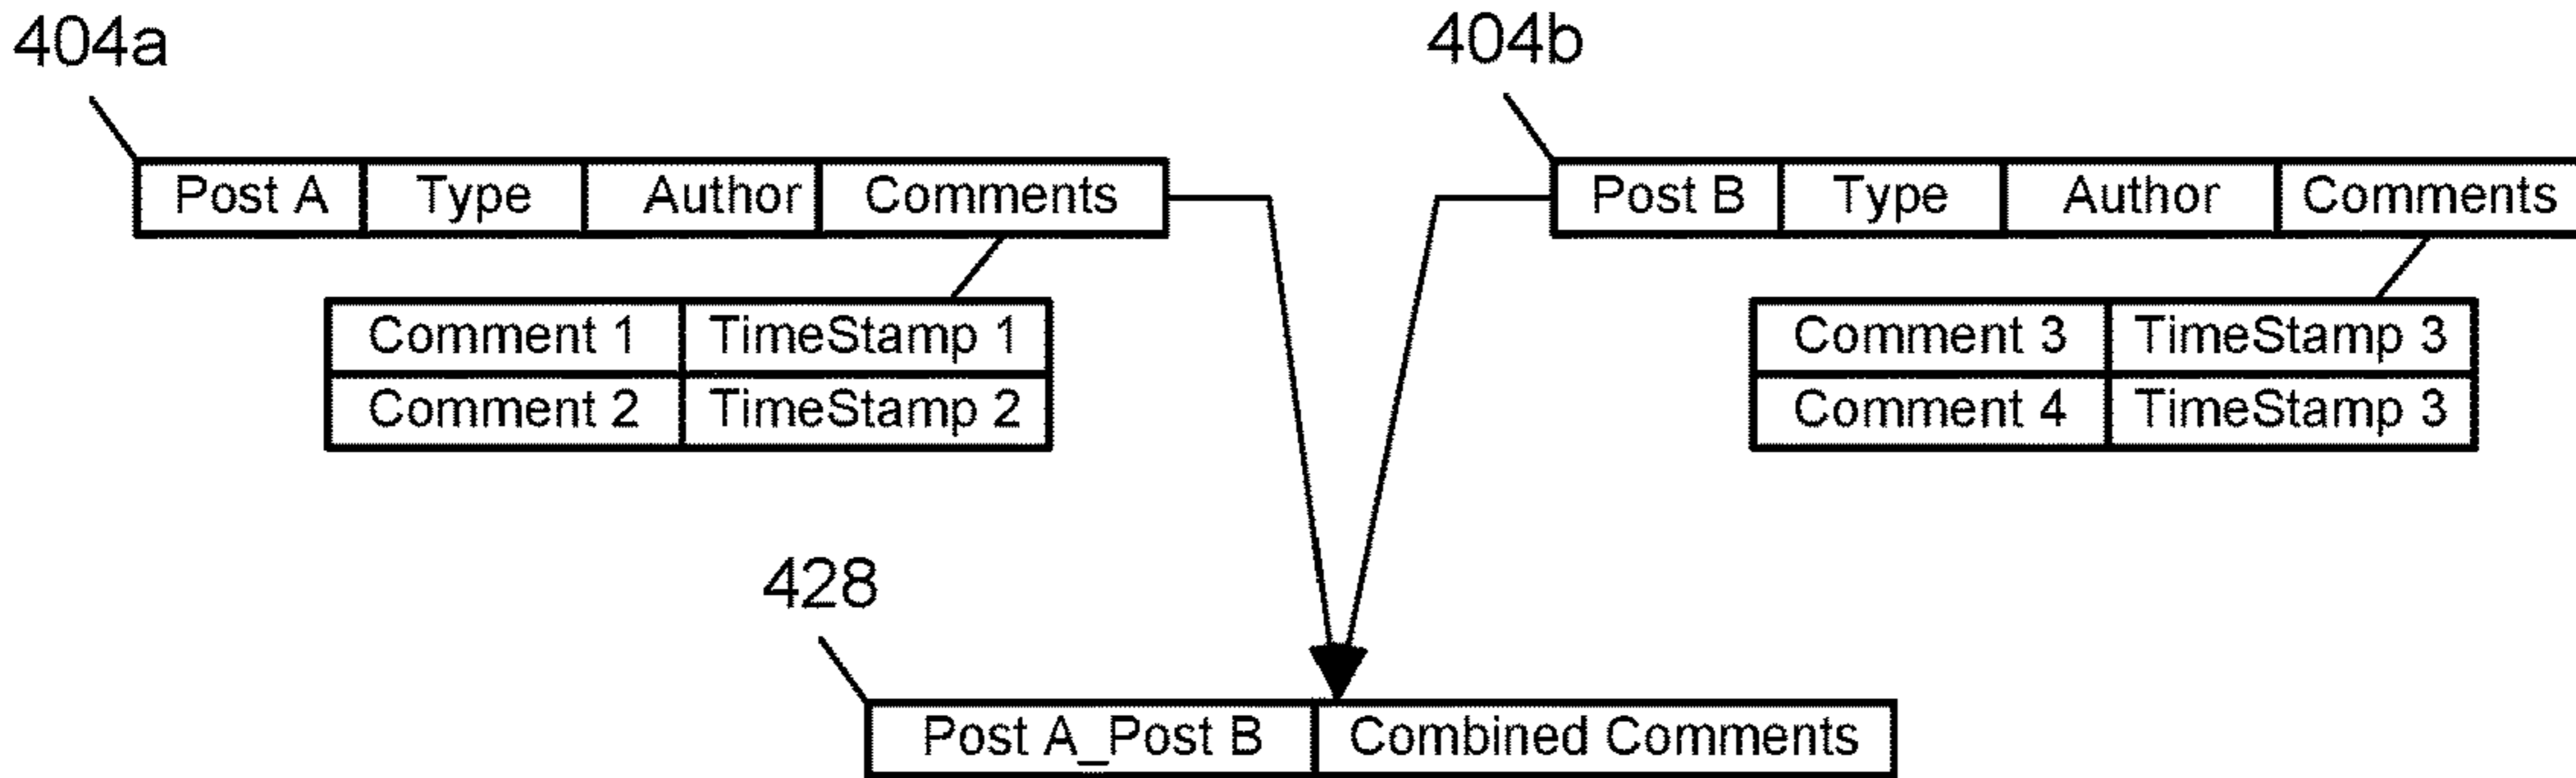 404a 404b
Post A Type Author Comments Post B Type Author Comments
Comment 1 TimeStamp 1 Comment 3 TimeStamp 3
Comment 2 TimeStamp 2 Comment 4 TimeStamp 3
428
Post A_Post B Combined Comments